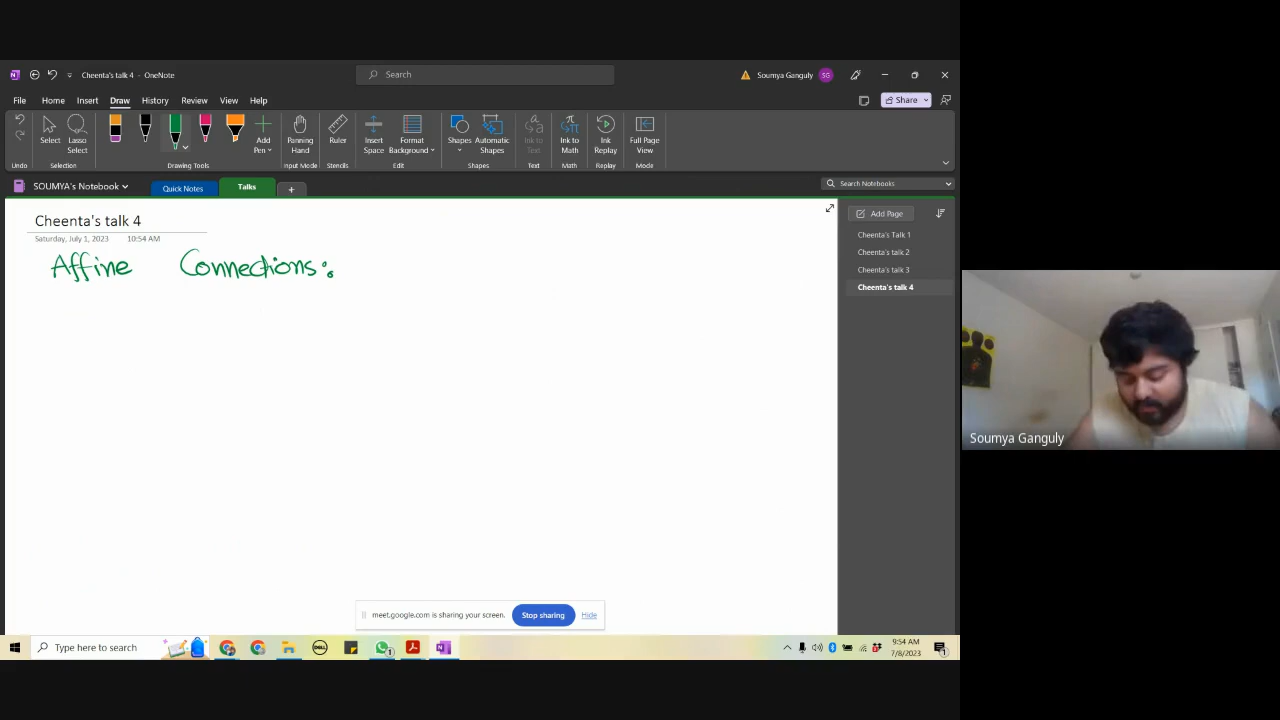 Cheenta's talk 4 - OneNote
Search
Soumya Ganguly
SG
File Home Insert Draw History Review View Help
Share
Undo
Select
Lasso Select
Selection
Add Pen
Drawing Tools
Panning Hand
Input Mode
Ruler
Stencils
Insert Space
Format Background
Edit
Shapes
Automatic Shapes
Shapes
Ink to Text
Text
Ink to Math
Math
Ink Replay
Replay
Full Page View
Mode
SOUMYA's Notebook
Quick Notes
Talks
+
Search Notebooks
Cheenta's talk 4
Saturday, July 1, 2023 10:54 AM
Affine Connections:
Add Page
Cheenta's Talk 1
Cheenta's talk 2
Cheenta's talk 3
Cheenta's talk 4
Soumya Ganguly
meet.google.com is sharing your screen.
Stop sharing
Hide
Type here to search
DELL
1
9:54 AM
7/8/2023
1